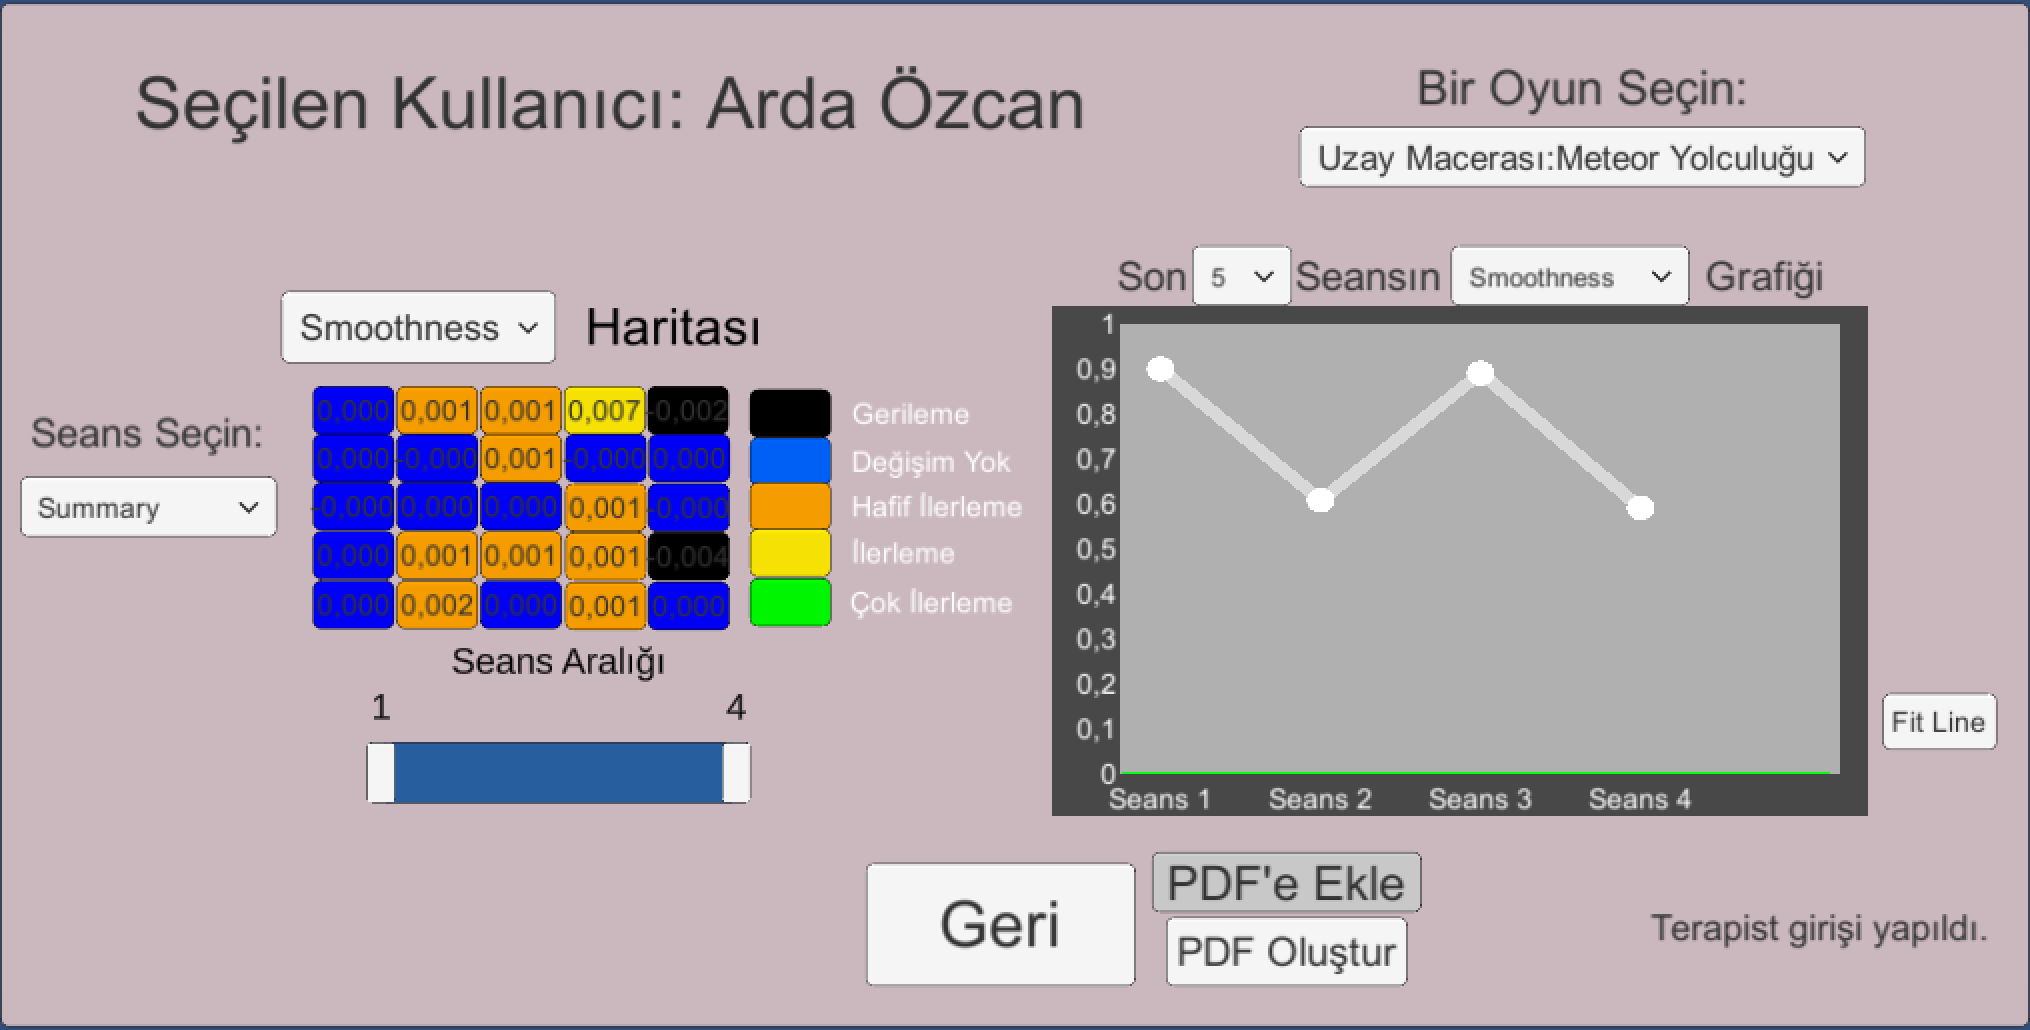 Seçilen Kullanıcı: Arda Özcan
Bir Oyun Seçin:
Uzay Macerası:Meteor Yolculuğu
Son 5 Seansın Smoothness Grafiği
Smoothness Haritası
Seans Seçin:
Summary
0,000 0,001 0,001 0,007 -0,002
0,000 -0,000 0,001 -0,000 0,000
-0,000 0,000 0,000 0,001 -0,000
0,000 0,001 0,001 0,001 -0,004
0,000 0,002 0,000 0,001 0,000
Gerileme
Değişim Yok
Hafif İlerleme
İlerleme
Çok İlerleme
Seans Aralığı
1 4
1
0,9
0,8
0,7
0,6
0,5
0,4
0,3
0,2
0,1
0
Seans 1 Seans 2 Seans 3 Seans 4
Fit Line
Geri
PDF'e Ekle
PDF Oluştur
Terapist girişi yapıldı.